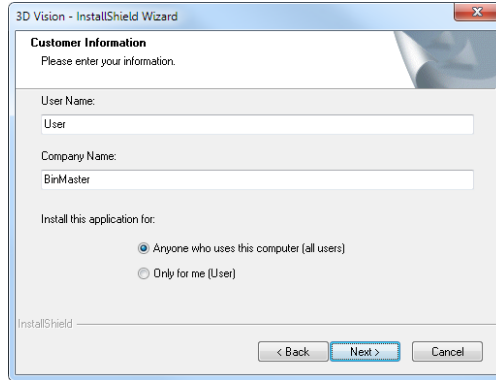 3D Vision - InstallShield Wizard
Customer Information
Please enter your information.
User Name:
User
Company Name:
BinMaster
Install this application for:
Anyone who uses this computer (all users)
Only for me (User)
InstallShield
< Back
Next >
Cancel